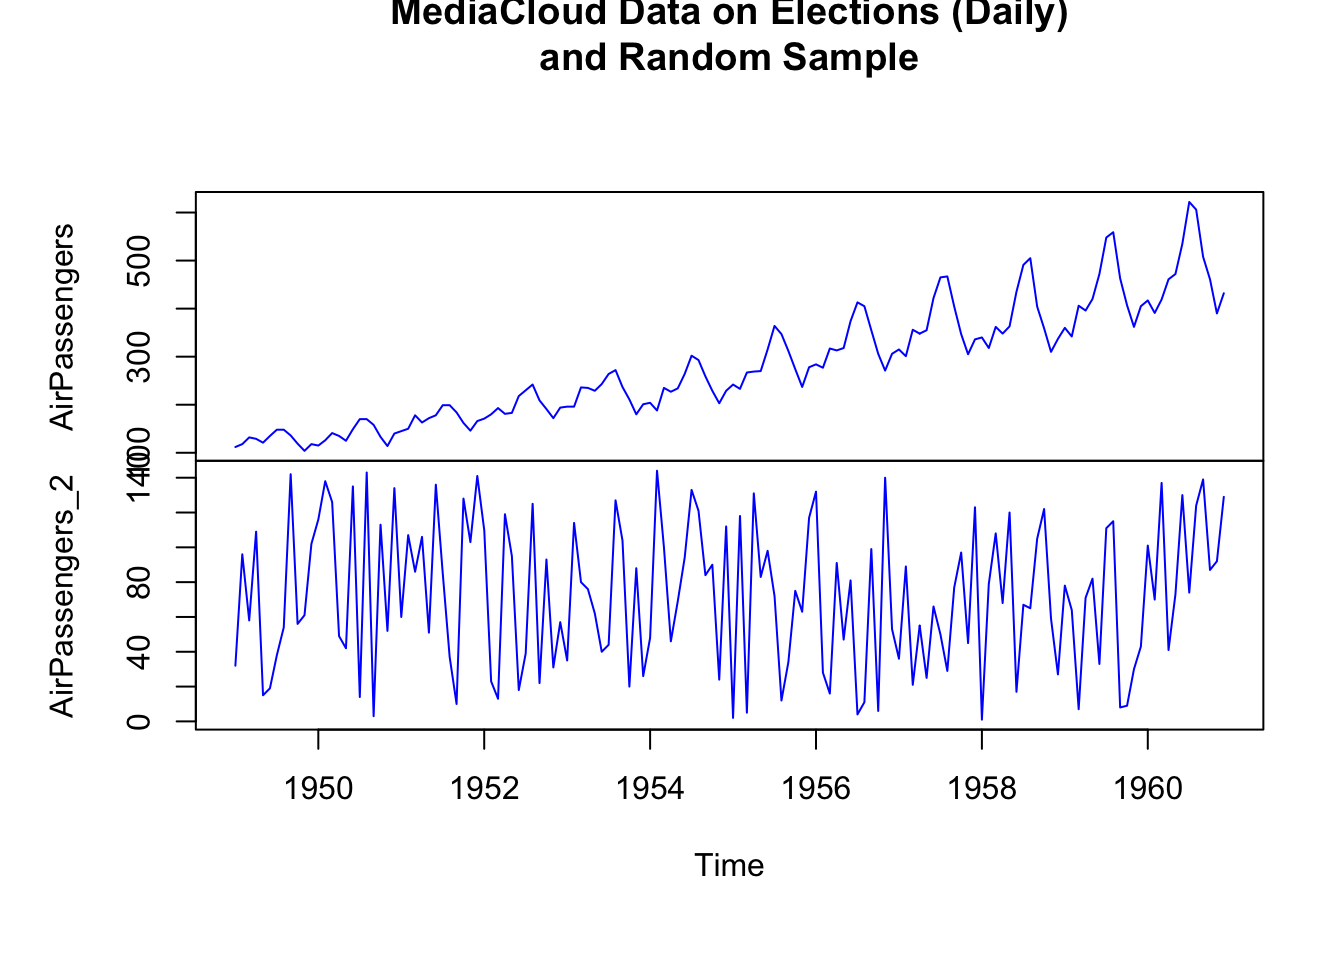 MediaCloud Data on Elections (Daily)
and Random Sample
AirPassengers
100
300
500
AirPassengers_2
0
40
80
140
1950
1952
1954
1956
1958
1960
Time